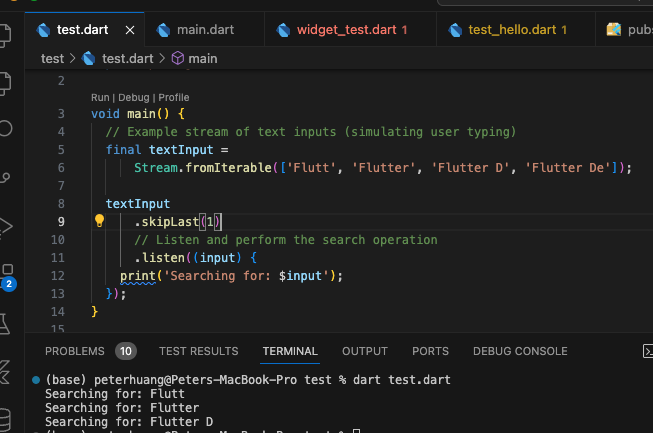 test.dart
main.dart
widget_test.dart 1
test_hello.dart 1
test > test.dart > main
2
Run | Debug | Profile
3 void main() {
4 // Example stream of text inputs (simulating user typing)
5 final textInput =
6 Stream.fromIterable(['Flutt', 'Flutter', 'Flutter D', 'Flutter De']);
7
8 textInput
9 .skipLast(1)
10 // Listen and perform the search operation
11 .listen((input) {
12 print('Searching for: $input');
13 });
14 }
15
2
PROBLEMS 10 TEST RESULTS TERMINAL OUTPUT PORTS DEBUG CONSOLE
(base) peterhuang@Peters-MacBook-Pro test % dart test.dart
Searching for: Flutt
Searching for: Flutter
Searching for: Flutter D